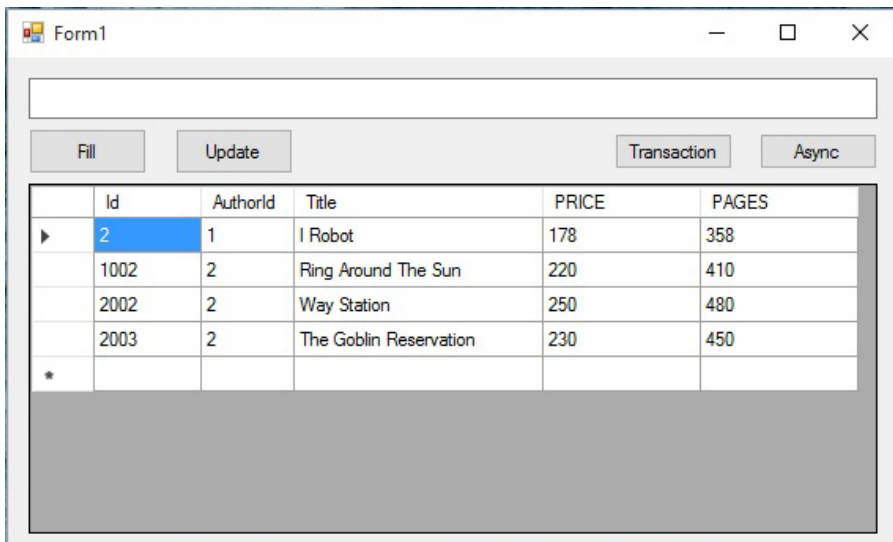 Form1
Fill Update Transaction Async
Id AuthorId Title PRICE PAGES
2 1 I Robot 178 358
1002 2 Ring Around The Sun 220 410
2002 2 Way Station 250 480
2003 2 The Goblin Reservation 230 450